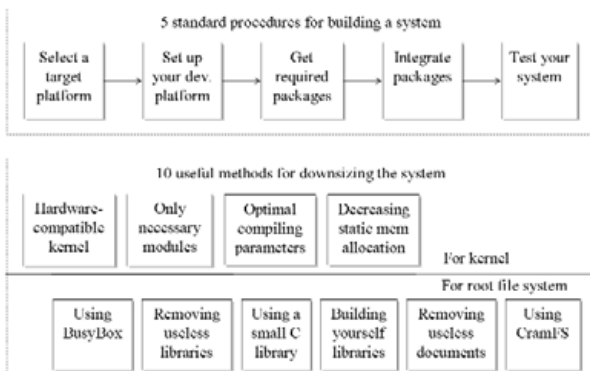 5 standard procedures for building a system
Select a
target
platform
Set up
your dev.
platform
Get
required
packages
Integrate
packages
Test your
system
10 useful methods for downsizing the system
Hardware-
compatible
kernel
Only
necessary
modules
Optimal
compiling
parameters
Decreasing
static mem
allocation
For kernel
For root file system
Using
BusyBox
Removing
useless
libraries
Using a
small C
library
Building
yourself
libraries
Removing
useless
documents
Using
CramFS